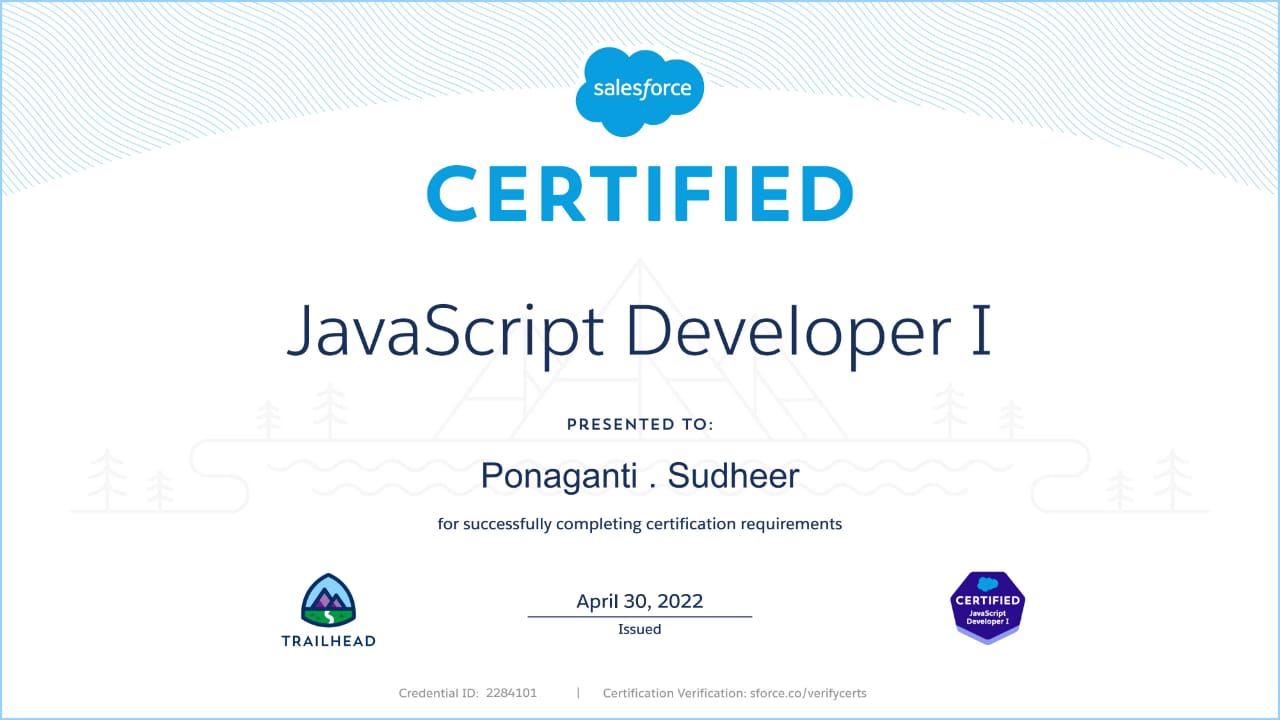 salesforce
CERTIFIED
JavaScript Developer I
PRESENTED TO:
Ponaganti . Sudheer
for successfully completing certification requirements
TRAILHEAD
April 30, 2022
Issued
CERTIFIED
JavaScript
Developer I
Credential ID: 2284101 | Certification Verification: sforce.co/verifycerts